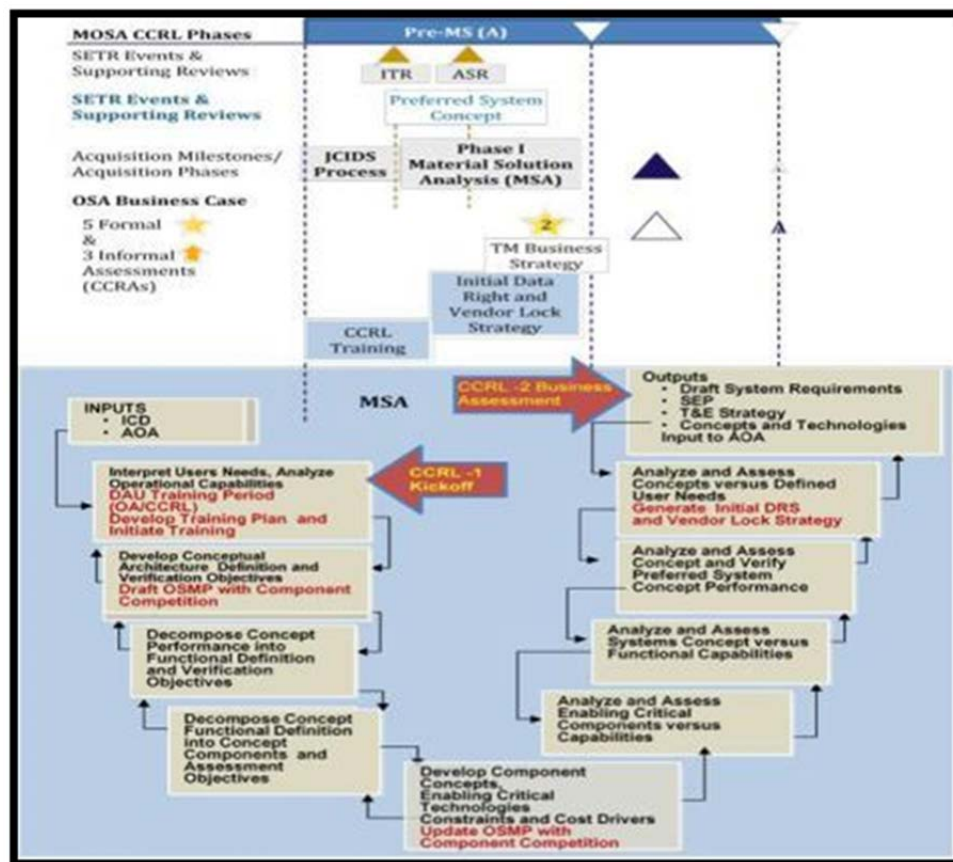 MOSA CCRL Phases
Pre-MS (A)
SETR Events &
Supporting Reviews
ITR
ASR
SETR Events &
Supporting Reviews
Preferred System
Concept
Acquisition Milestones/
Acquisition Phases
JCIDS
Process
Phase I
Material Solution
Analysis (MSA)
OSA Business Case
5 Formal
&
3 Informal
Assessments
(CCRAs)
2
A
TM Business
Strategy
Initial Data
Right and
Vendor Lock
Strategy
CCRL
Training
MSA
CCRL -2 Business
Assessment
Outputs
• Draft System Requirements
• SEP
• T&E Strategy
• Concepts and Technologies
Input to AOA
INPUTS
• ICD
• AOA
CCRL -1
Kickoff
Interpret Users Needs, Analyze
Operational Capabilities
DAU Training Period
(OA/CCRL)
Develop Training Plan and
Initiate Training
Analyze and Assess
Concepts versus Defined
User Needs
Generate Initial DRS
and Vendor Lock Strategy
Develop Conceptual
Architecture Definition and
Verification Objectives
Draft OSMP with Component
Competition
Analyze and Assess
Concept and Verify
Preferred System
Concept Performance
Decompose Concept
Performance into
Functional Definition
and Verification
Objectives
Analyze and Assess
Systems Concept versus
Functional Capabilities
Decompose Concept
Functional Definition
Into Concept
Components and
Assessment
Objectives
Analyze and Assess
Enabling Critical
Components versus
Capabilities
Develop Component
Concepts,
Enabling Critical
Technologies
Constraints and Cost Drivers
Update OSMP with
Component Competition